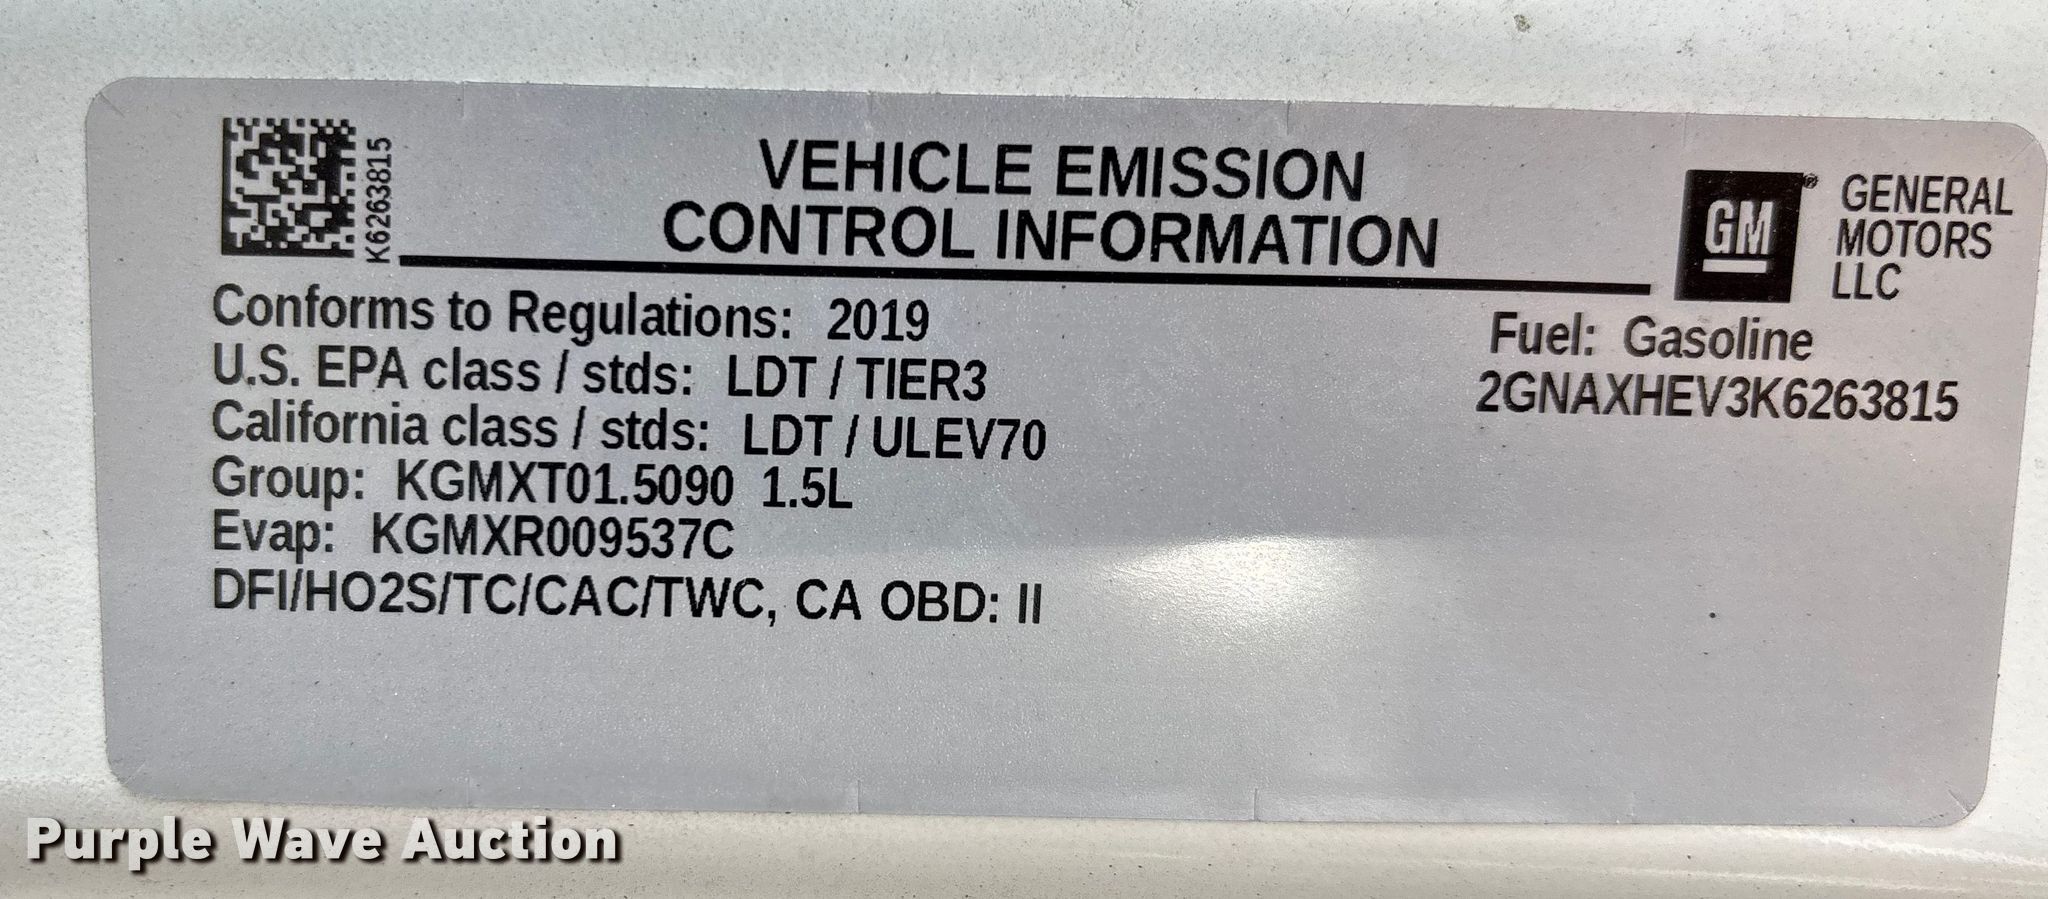 K6263815
VEHICLE EMISSION
CONTROL INFORMATION
GM®
GENERAL
MOTORS
LLC
Conforms to Regulations: 2019
U.S. EPA class / stds: LDT / TIER3
California class / stds: LDT / ULEV70
Group: KGMXT01.5090 1.5L
Evap: KGMXR009537C
DFI/HO2S/TC/CAC/TWC, CA OBD: II
Fuel: Gasoline
2GNAXHEV3K6263815
Purple Wave Auction